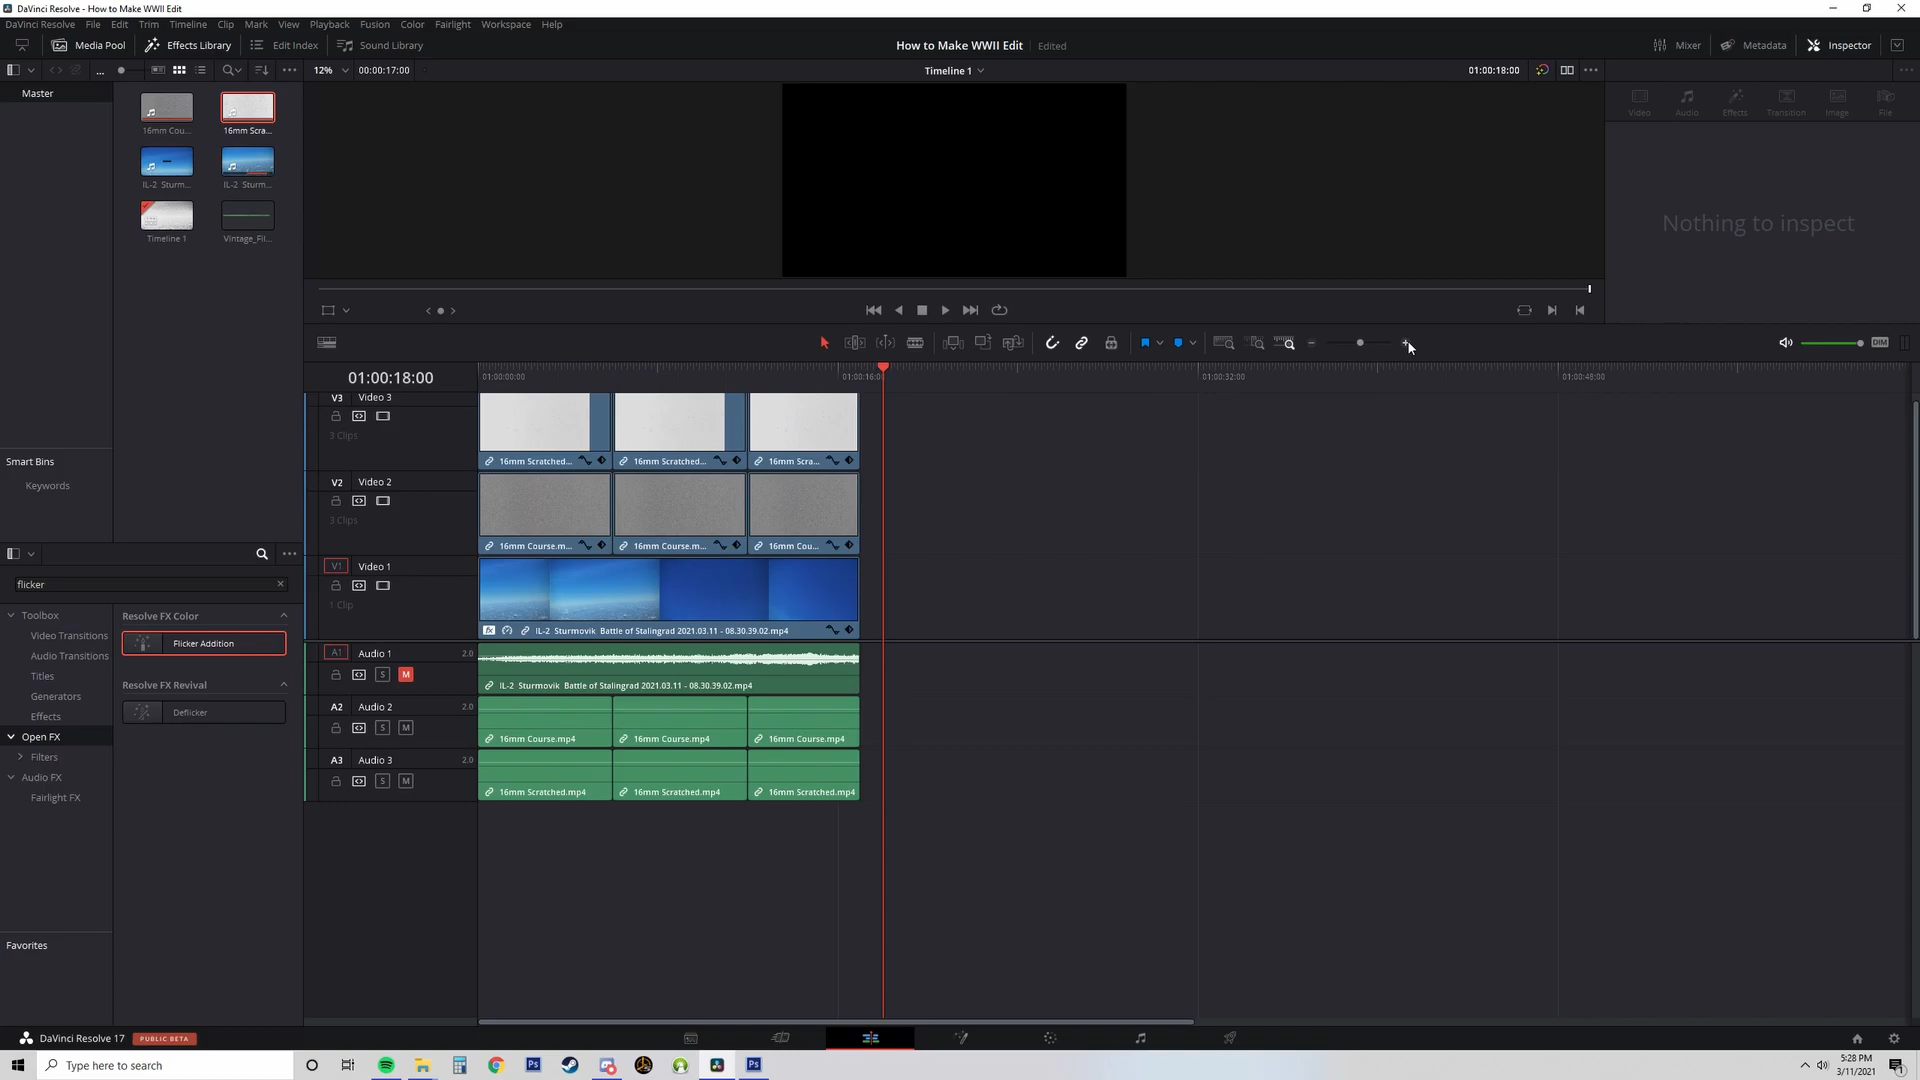 DaVinci Resolve - How to Make WWII Edit
DaVinci Resolve File Edit Trim Timeline Clip Mark View Playback Fusion Color Fairlight Workspace Help
Media Pool Effects Library Edit Index Sound Library How to Make WWII Edit Edited Mixer Metadata Inspector
... 12% 00:00:17:00 Timeline 1 01:00:18:00
Master
16mm Cou... 16mm Scra...
IL-2 Sturm... IL-2 Sturm...
Timeline 1 Vintage_Fil...
Video Audio Effects Transition Image File
Nothing to inspect
DIM
01:00:18:00
01:00:00:00 01:00:16:00 01:00:32:00 01:00:48:00
V3 Video 3
3 Clips
16mm Scratched... 16mm Scratched... 16mm Scra...
V2 Video 2
3 Clips
16mm Course.m... 16mm Course.m... 16mm Cou...
V1 Video 1
1 Clip
fx IL-2 Sturmovik Battle of Stalingrad 2021.03.11 - 08.30.39.02.mp4
A1 Audio 1 2.0
S M
IL-2 Sturmovik Battle of Stalingrad 2021.03.11 - 08.30.39.02.mp4
A2 Audio 2 2.0
S M
16mm Course.mp4 16mm Course.mp4 16mm Course.mp4
A3 Audio 3 2.0
S M
16mm Scratched.mp4 16mm Scratched.mp4 16mm Scratched.mp4
Smart Bins
Keywords
flicker
Toolbox
Video Transitions
Audio Transitions
Titles
Generators
Effects
Open FX
Filters
Audio FX
Fairlight FX
Resolve FX Color
Flicker Addition
Resolve FX Revival
Deflicker
Favorites
DaVinci Resolve 17 PUBLIC BETA
Type here to search
Ps Ps
5:28 PM
3/11/2021
1